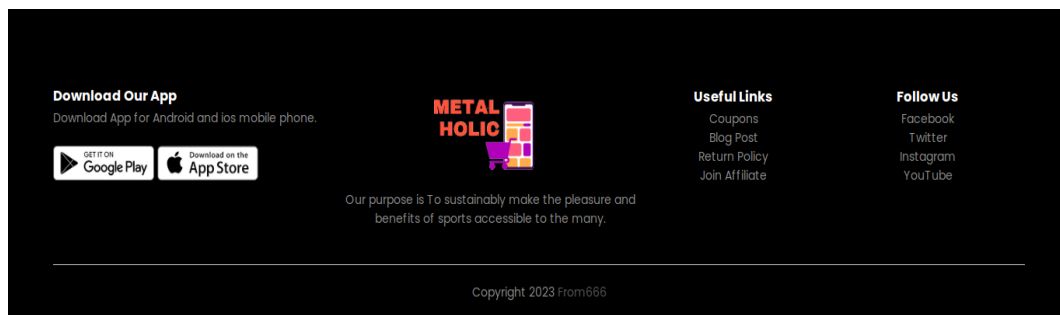 Download Our App
Download App for Android and ios mobile phone.
GET IT ON
Google Play
Download on the
App Store
METAL
HOLIC
Our purpose is To sustainably make the pleasure and
benefits of sports accessible to the many.
Useful Links
Coupons
Blog Post
Return Policy
Join Affiliate
Follow Us
Facebook
Twitter
Instagram
YouTube
Copyright 2023 From666